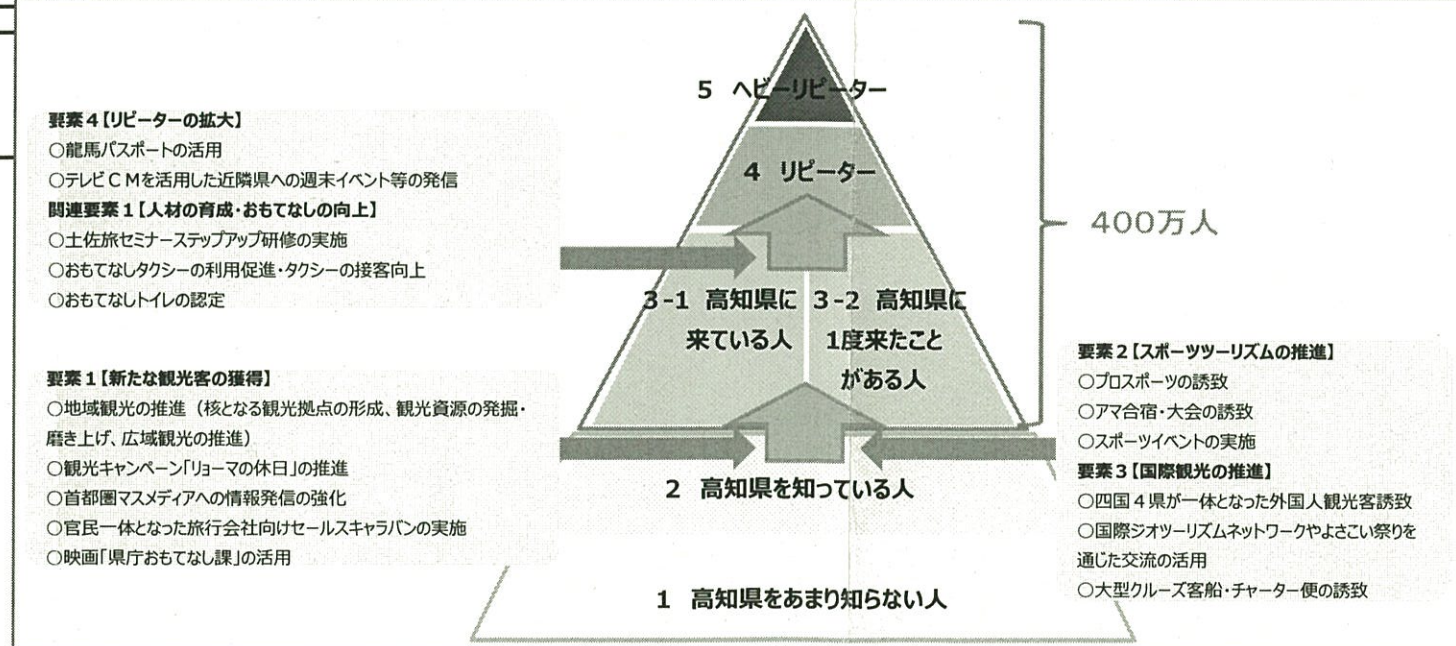 5 ヘビーリピーター
4 リピーター
400万人
3-1 高知県に
来ている人
3-2 高知県に
1度来たこと
がある人
2 高知県を知っている人
1 高知県をあまり知らない人
要素4【リピーターの拡大】
○龍馬パスポートの活用
○テレビCMを活用した近隣県への週末イベント等の発信
関連要素1【人材の育成・おもてなしの向上】
○土佐旅セミナーステップアップ研修の実施
○おもてなしタクシーの利用促進・タクシーの接客向上
○おもてなしトイレの認定
要素1【新たな観光客の獲得】
○地域観光の推進（核となる観光拠点の形成、観光資源の発掘・
磨き上げ、広域観光の推進）
○観光キャンペーン「リョーマの休日」の推進
○首都圏マスメディアへの情報発信の強化
○官民一体となった旅行会社向けセールスキャラバンの実施
○映画「県庁おもてなし課」の活用
要素2【スポーツツーリズムの推進】
○プロスポーツの誘致
○アマ合宿・大会の誘致
○スポーツイベントの実施
要素3【国際観光の推進】
○四国4県が一体となった外国人観光客誘致
○国際ジオツーリズムネットワークやよさこい祭りを
通じた交流の活用
○大型クルーズ客船・チャーター便の誘致